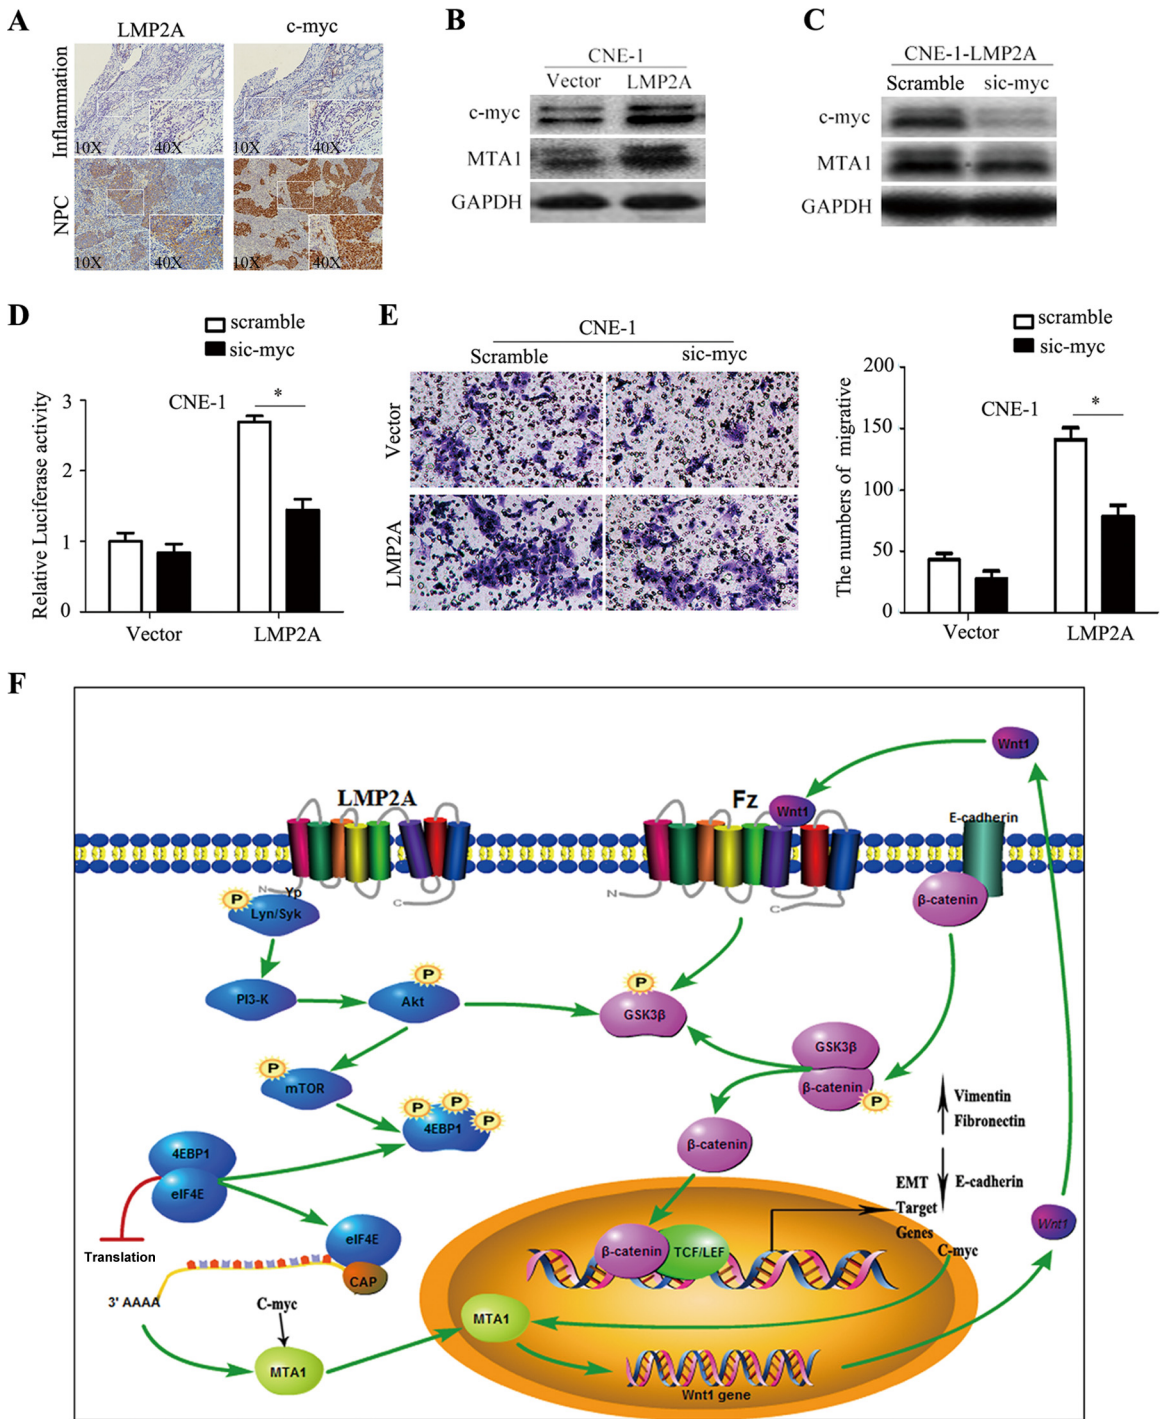 A
LMP2A
c-myc
Inflammation
10X
40X
10X
40X
NPC
10X
40X
10X
40X
B
CNE-1
Vector
LMP2A
c-myc
MTA1
GAPDH
C
CNE-1-LMP2A
Scramble
sic-myc
c-myc
MTA1
GAPDH
D
scramble
sic-myc
Relative Luciferase activity
3
2
1
0
CNE-1
*
Vector
LMP2A
E
CNE-1
Scramble
sic-myc
Vector
LMP2A
scramble
sic-myc
The numbers of migrative
200
150
100
50
0
CNE-1
*
Vector
LMP2A
F
Wnt1
LMP2A
Fz
Wnt1
E-cadherin
N
Yp
C
N
C
P
Lyn/Syk
β-catenin
PI3-K
P
Akt
P
GSK3β
GSK3β
β-catenin
P
P
mTOR
P
P
P
4EBP1
Vimentin
Fibronectin
4EBP1
eIF4E
β-catenin
EMT
Target
Genes
E-cadherin
C-myc
Wnt1
Translation
eIF4E
CAP
β-catenin
TCF/LEF
3' AAAA
C-myc
MTA1
MTA1
Wnt1 gene